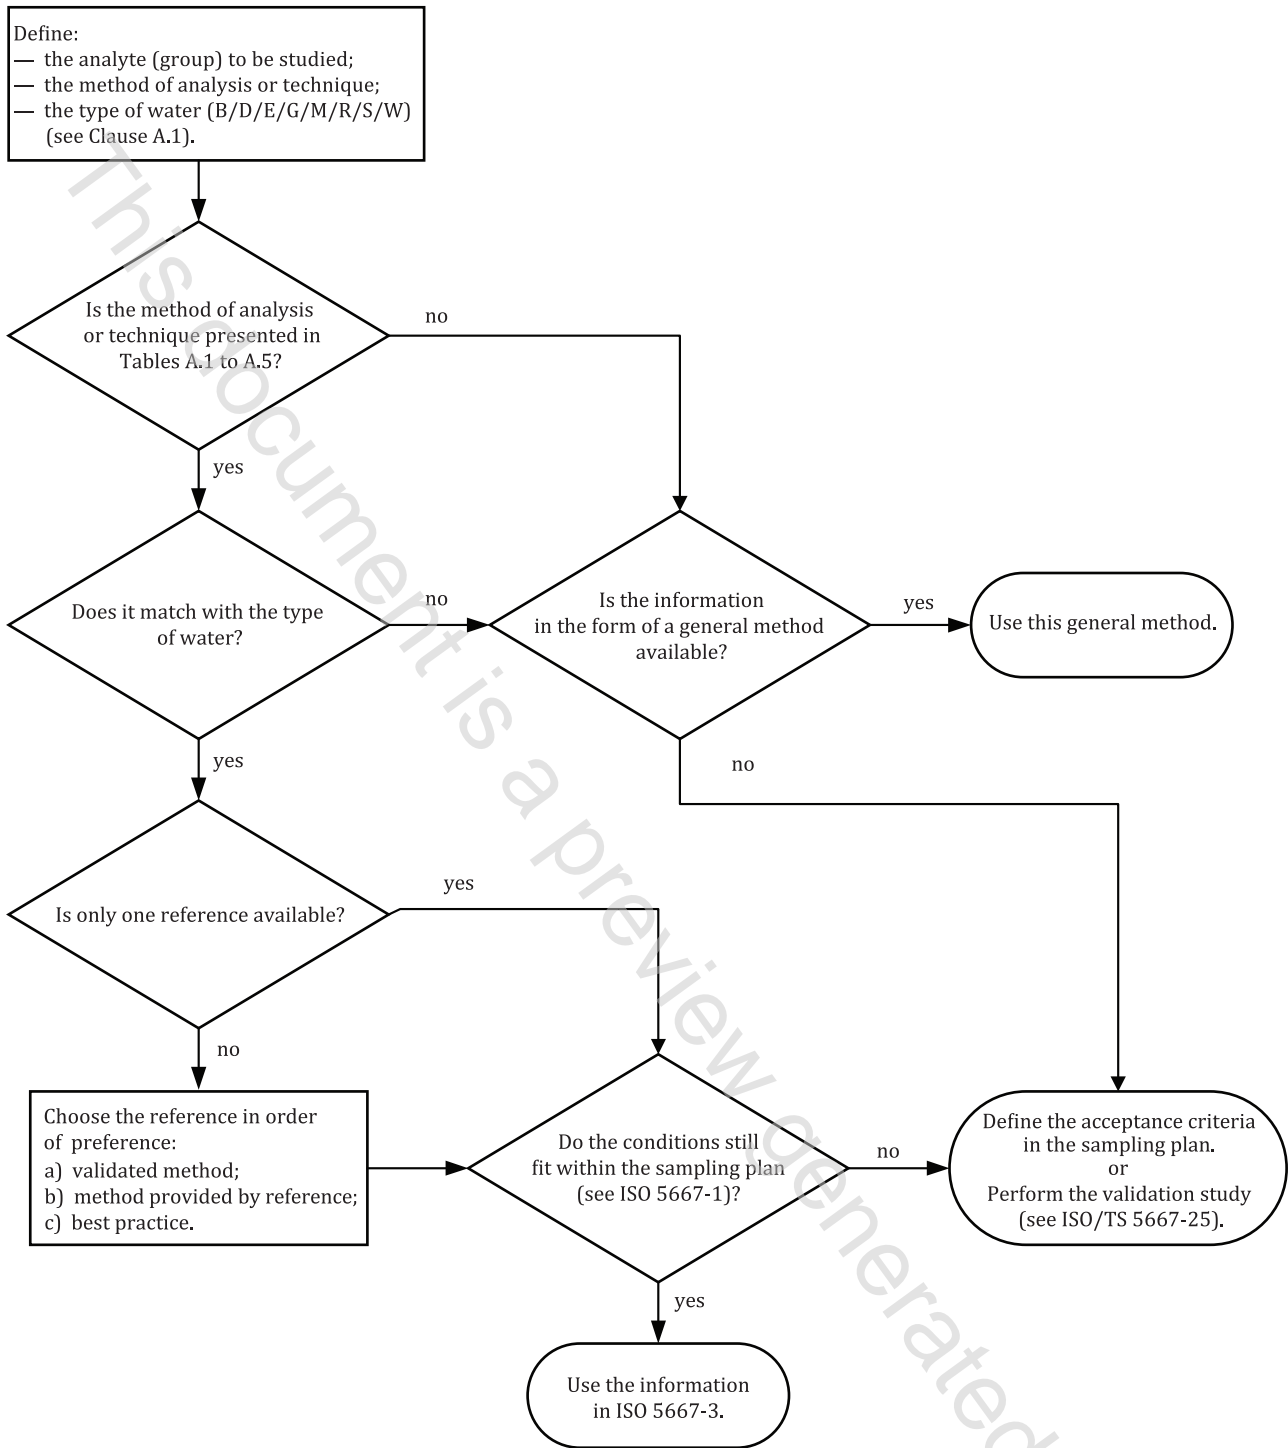 Define:
— the analyte (group) to be studied;
— the method of analysis or technique;
— the type of water (B/D/E/G/M/R/S/W)
(see Clause A.1).
Is the method of analysis
or technique presented in
Tables A.1 to A.5?
no
yes
Does it match with the type
of water?
no
Is the information
in the form of a general method
available?
yes
Use this general method.
yes
no
Is only one reference available?
yes
no
Choose the reference in order
of preference:
a) validated method;
b) method provided by reference;
c) best practice.
Do the conditions still
fit within the sampling plan
(see ISO 5667-1)?
no
Define the acceptance criteria
in the sampling plan.
or
Perform the validation study
(see ISO/TS 5667-25).
yes
Use the information
in ISO 5667-3.
This document is a preview generated